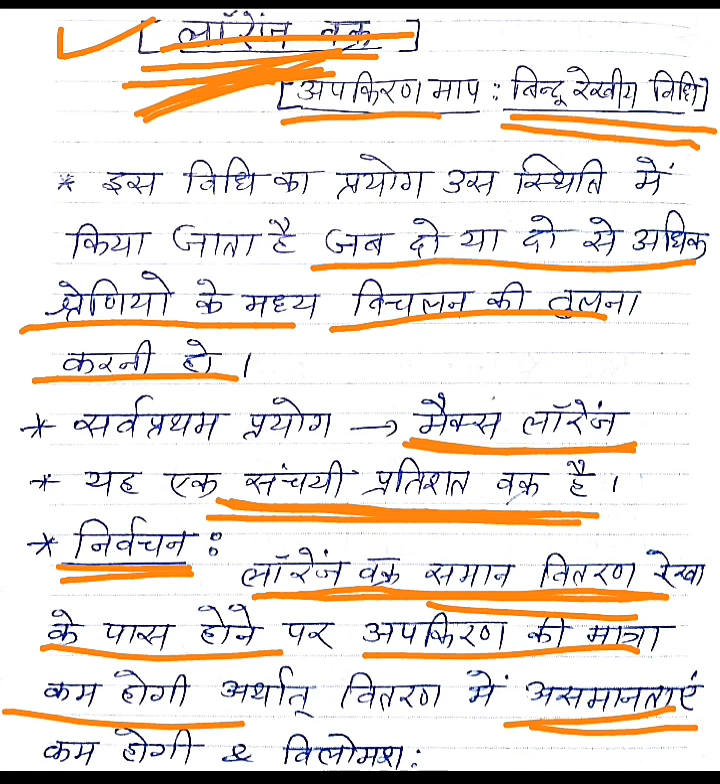 [ लॉरेंज वक्र ]
[अपकिरण माप : बिन्दू रेखीय विधि]
* इस विधि का प्रयोग उस स्थिति में
किया जाता है जब दो या दो से अधिक
श्रेणियो के मध्य विचलन की तुलना
करनी हो ।
* सर्वप्रथम प्रयोग → मैक्स लॉरेंज
* यह एक संचयी प्रतिशत वक्र है ।
* निर्वचन :
लॉरेंज वक्र समान वितरण रेखा
के पास होने पर अपकिरण की मात्रा
कम होगी अर्थात् वितरण में असमानताएं
कम होगी & विलोमश: